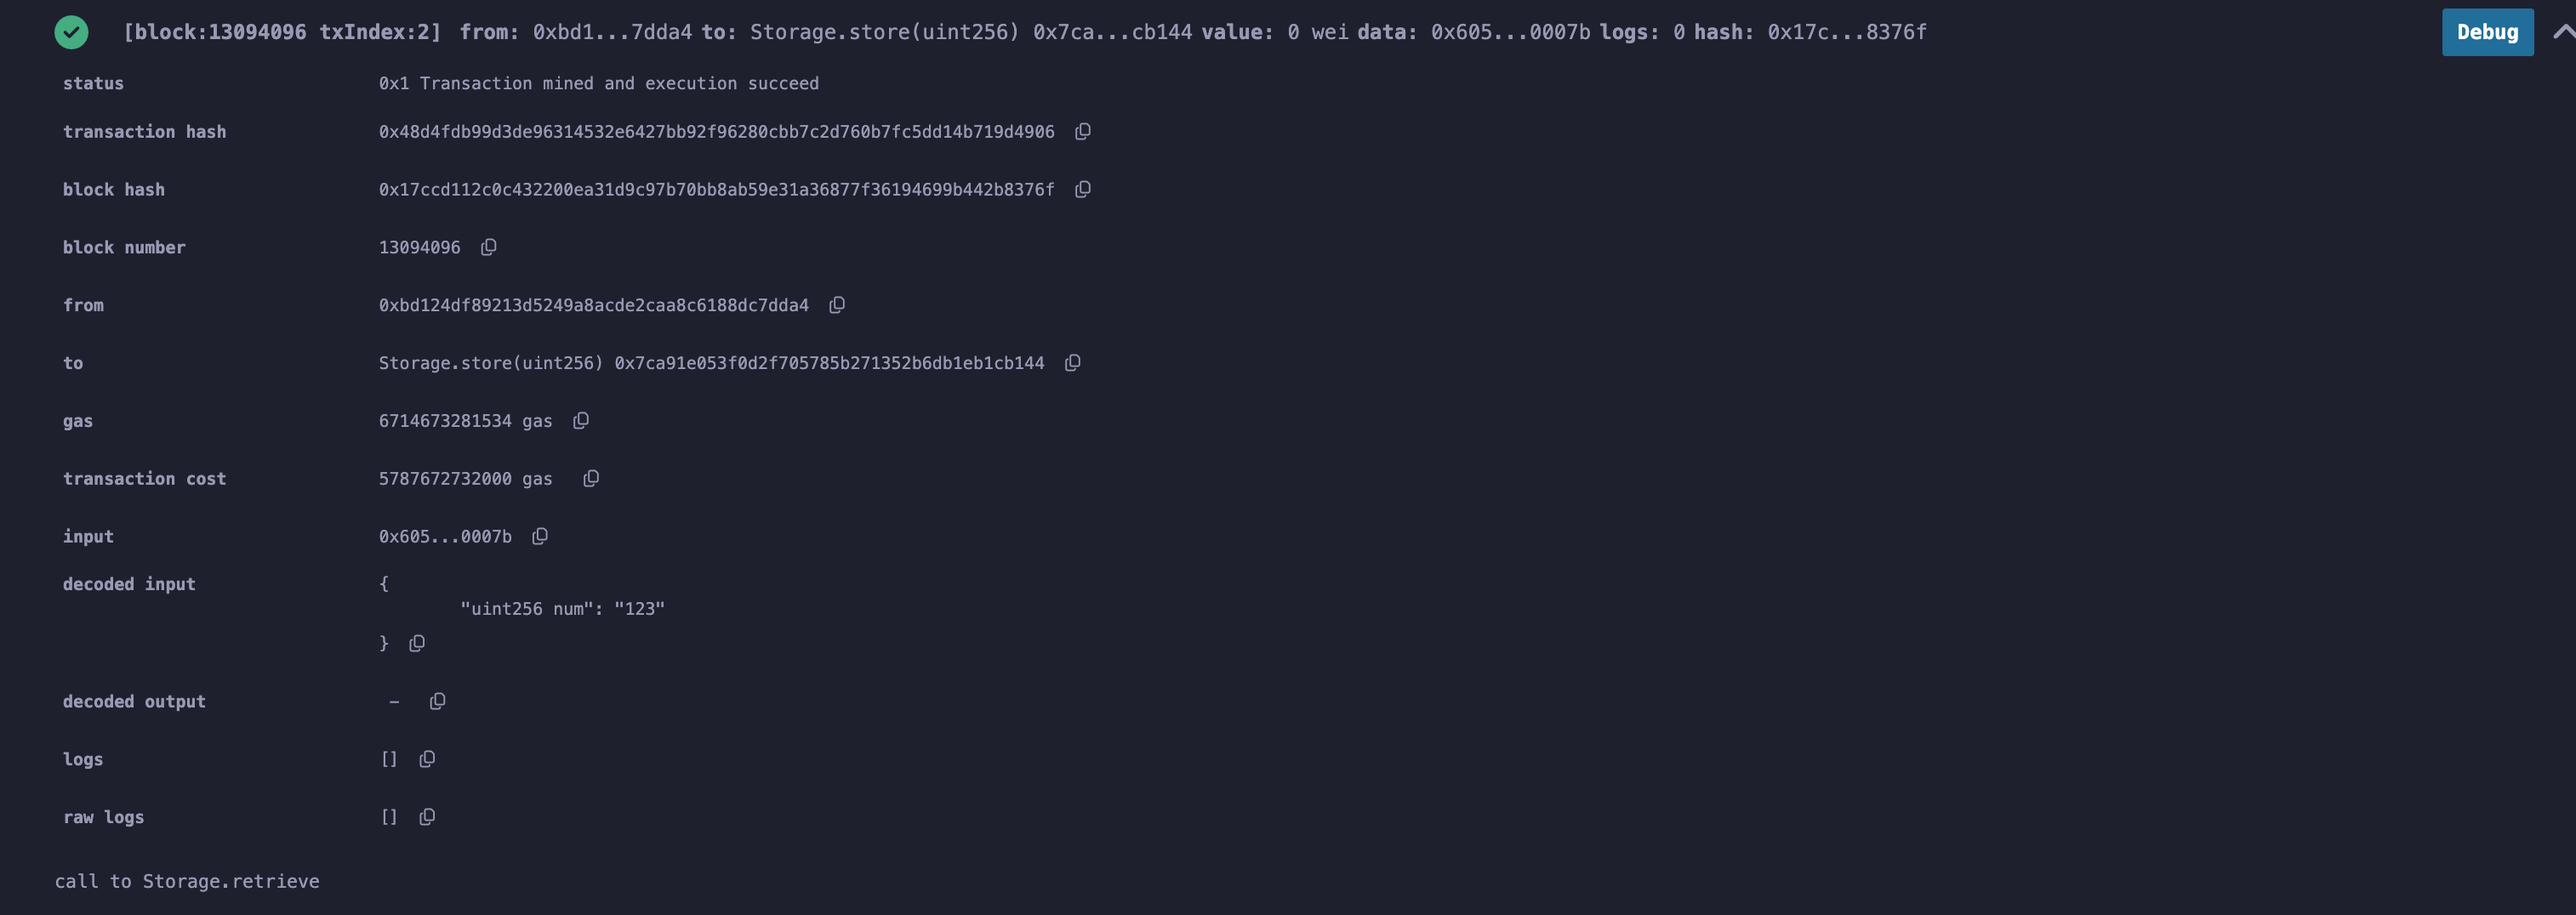 [block:13094096 txIndex:2] from: 0xbd1...7dda4 to: Storage.store(uint256) 0x7ca...cb144 value: 0 wei data: 0x605...0007b logs: 0 hash: 0x17c...8376f Debug
status 0x1 Transaction mined and execution succeed
transaction hash 0x48d4fdb99d3de96314532e6427bb92f96280cbb7c2d760b7fc5dd14b719d4906
block hash 0x17ccd112c0c432200ea31d9c97b70bb8ab59e31a36877f36194699b442b8376f
block number 13094096
from 0xbd124df89213d5249a8acde2caa8c6188dc7dda4
to Storage.store(uint256) 0x7ca91e053f0d2f705785b271352b6db1eb1cb144
gas 6714673281534 gas
transaction cost 5787672732000 gas
input 0x605...0007b
decoded input {
"uint256 num": "123"
}
decoded output -
logs []
raw logs []
call to Storage.retrieve